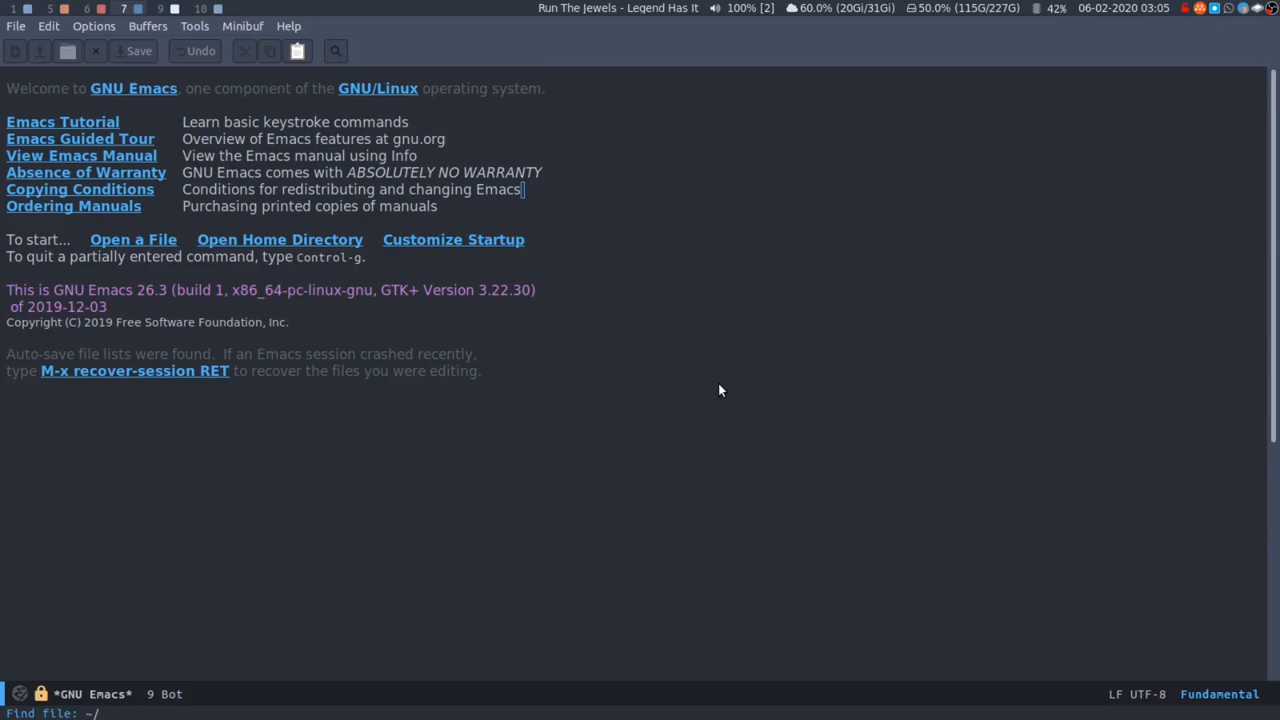 1 5 6 7 9 10 Run The Jewels - Legend Has It 100% [2] 60.0% (20Gi/31Gi) 50.0% (115G/227G) 42% 06-02-2020 03:05
File Edit Options Buffers Tools Minibuf Help
Save Undo
Welcome to GNU Emacs, one component of the GNU/Linux operating system.
Emacs Tutorial Learn basic keystroke commands
Emacs Guided Tour Overview of Emacs features at gnu.org
View Emacs Manual View the Emacs manual using Info
Absence of Warranty GNU Emacs comes with ABSOLUTELY NO WARRANTY
Copying Conditions Conditions for redistributing and changing Emacs
Ordering Manuals Purchasing printed copies of manuals
To start... Open a File Open Home Directory Customize Startup
To quit a partially entered command, type Control-g.
This is GNU Emacs 26.3 (build 1, x86_64-pc-linux-gnu, GTK+ Version 3.22.30)
of 2019-12-03
Copyright (C) 2019 Free Software Foundation, Inc.
Auto-save file lists were found. If an Emacs session crashed recently,
type M-x recover-session RET to recover the files you were editing.
*GNU Emacs* 9 Bot LF UTF-8 Fundamental
Find file: ~/